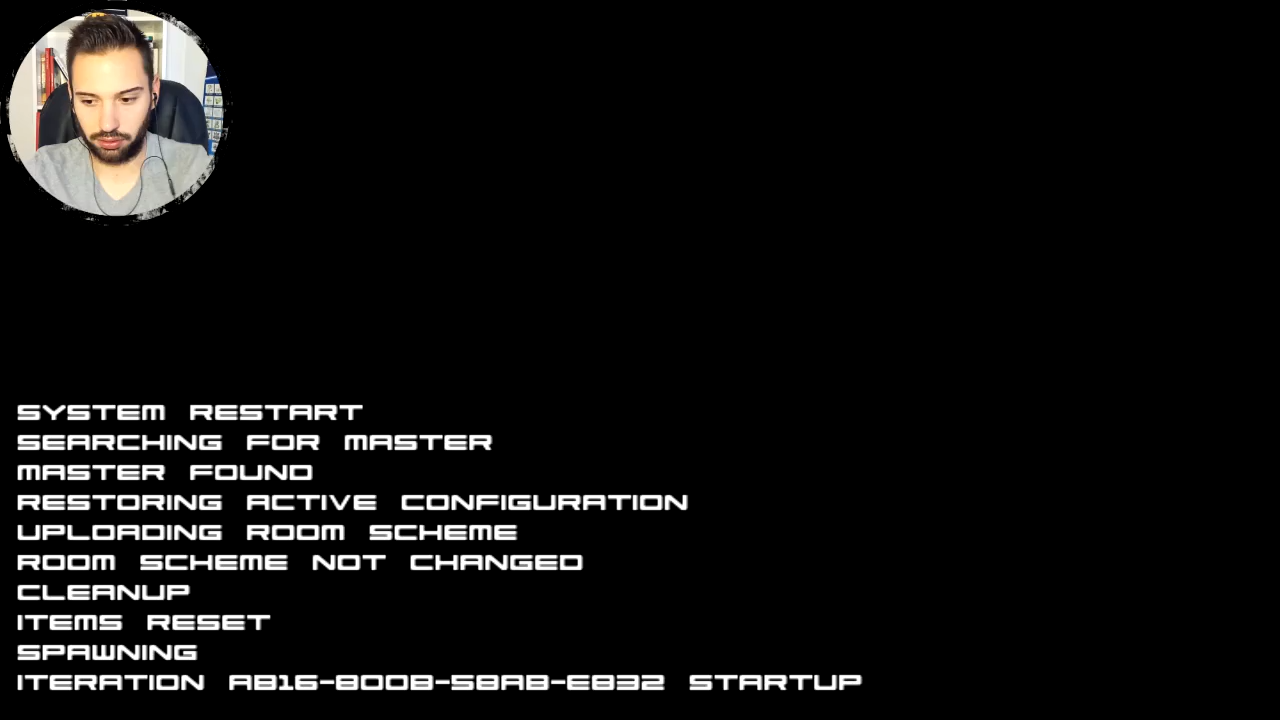 SYSTEM RESTART
SEARCHING FOR MASTER
MASTER FOUND
RESTORING ACTIVE CONFIGURATION
UPLOADING ROOM SCHEME
ROOM SCHEME NOT CHANGED
CLEANUP
ITEMS RESET
SPAWNING
ITERATION AB16-800B-58AB-E832 STARTUP